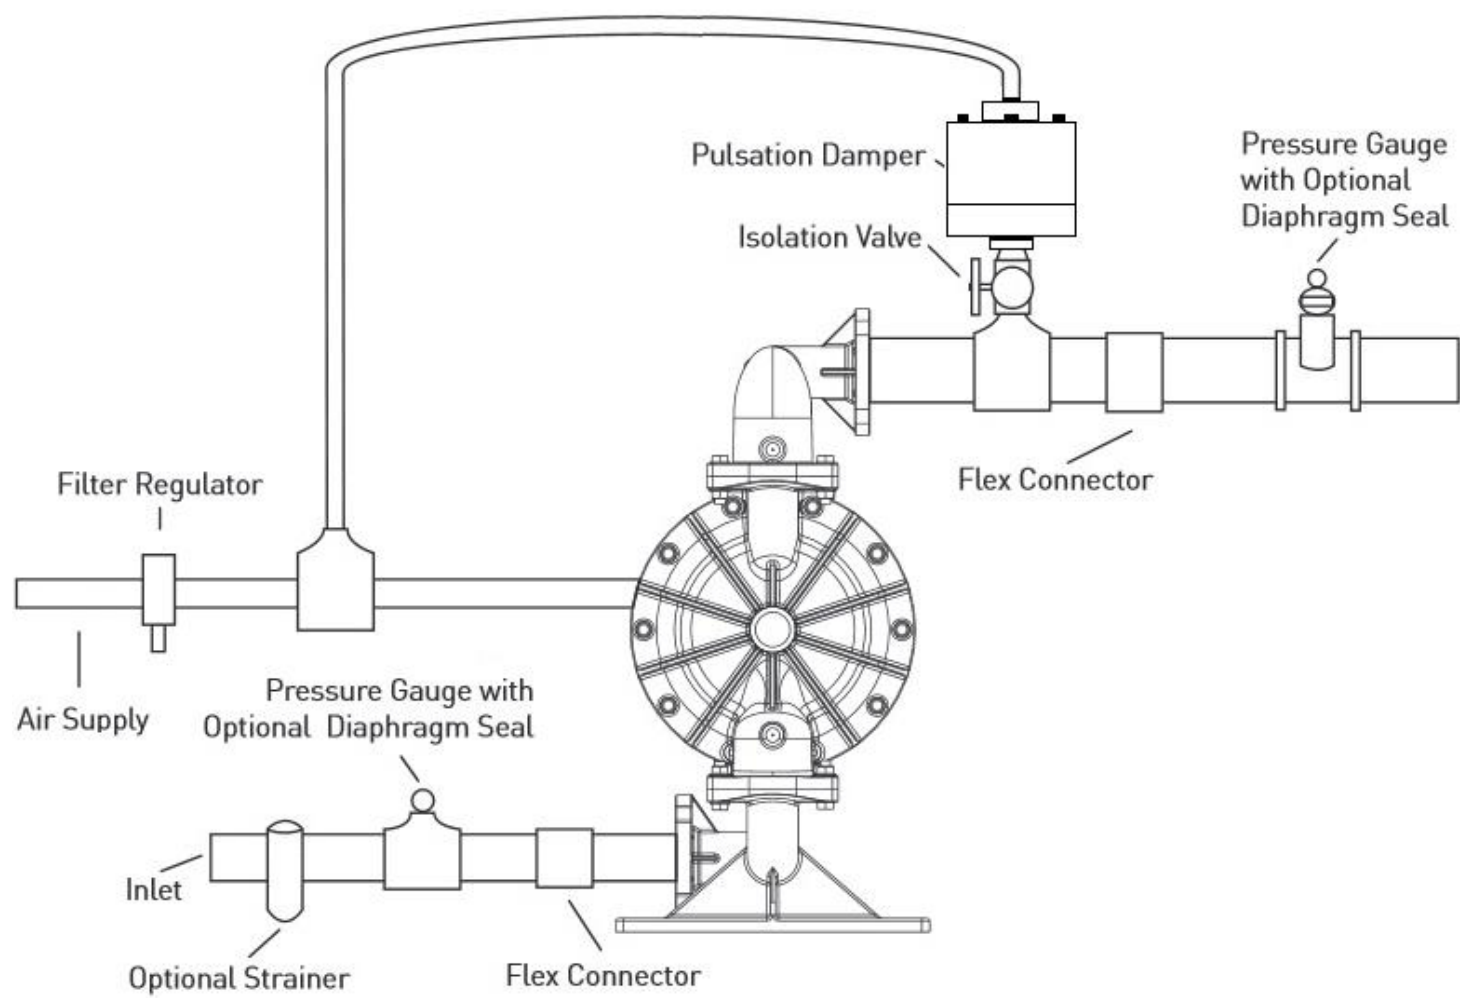 Pulsation Damper
Pressure Gauge
with Optional
Diaphragm Seal
Isolation Valve
Flex Connector
Filter Regulator
Air Supply
Pressure Gauge with
Optional Diaphragm Seal
Inlet
Optional Strainer
Flex Connector